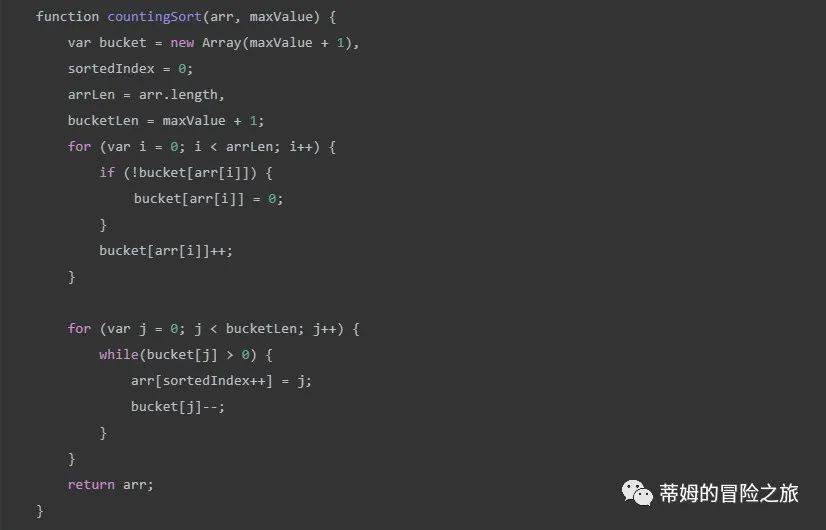 function countingSort(arr, maxValue) {
    var bucket = new Array(maxValue + 1),
    sortedIndex = 0;
    arrLen = arr.length,
    bucketLen = maxValue + 1;
    for (var i = 0; i < arrLen; i++) {
        if (!bucket[arr[i]]) {
            bucket[arr[i]] = 0;
        }
        bucket[arr[i]]++;
    }

    for (var j = 0; j < bucketLen; j++) {
        while(bucket[j] > 0) {
            arr[sortedIndex++] = j;
            bucket[j]--;
        }
    }
    return arr;
}
蒂姆的冒险之旅